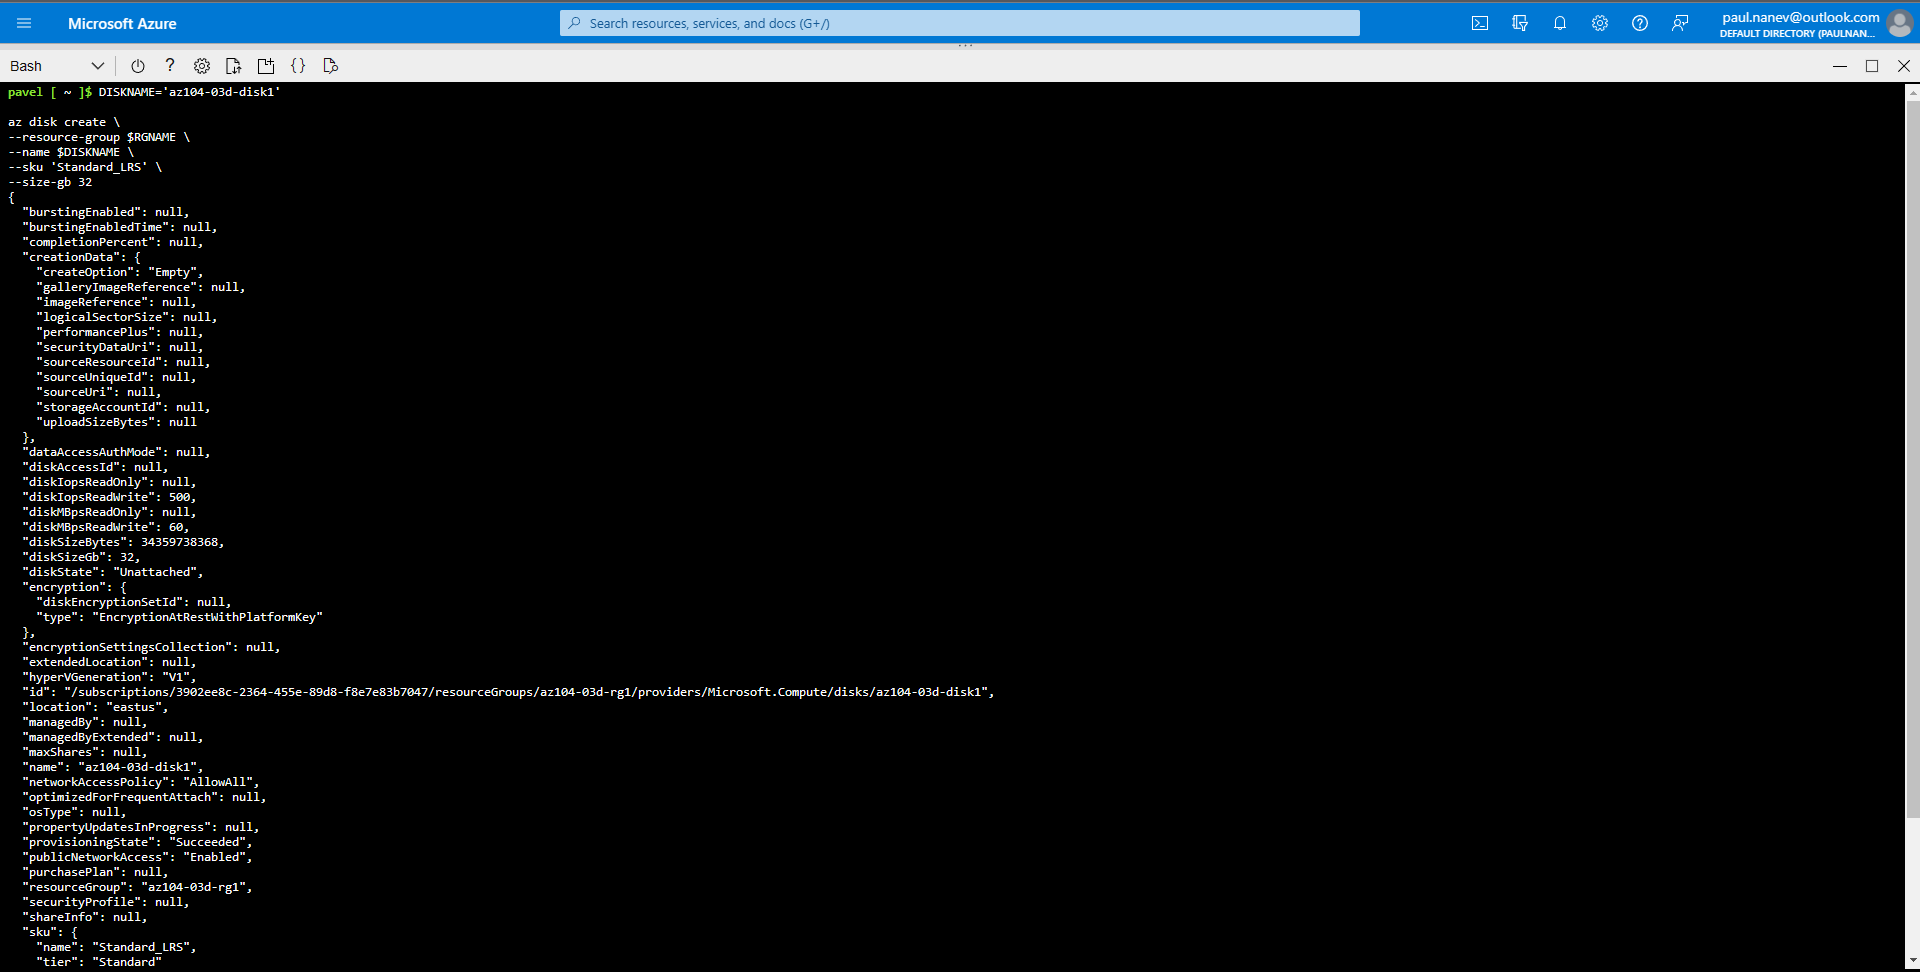 Microsoft Azure
Search resources, services, and docs (G+/)
paul.nanev@outlook.com
DEFAULT DIRECTORY (PAULNAN...
Bash
pavel [ ~ ]$ DISKNAME='az104-03d-disk1'
az disk create \
--resource-group $RGNAME \
--name $DISKNAME \
--sku 'Standard_LRS' \
--size-gb 32
{
  "burstingEnabled": null,
  "burstingEnabledTime": null,
  "completionPercent": null,
  "creationData": {
    "createOption": "Empty",
    "galleryImageReference": null,
    "imageReference": null,
    "logicalSectorSize": null,
    "performancePlus": null,
    "securityDataUri": null,
    "sourceResourceId": null,
    "sourceUniqueId": null,
    "sourceUri": null,
    "storageAccountId": null,
    "uploadSizeBytes": null
  },
  "dataAccessAuthMode": null,
  "diskAccessId": null,
  "diskIopsReadOnly": null,
  "diskIopsReadWrite": 500,
  "diskMBpsReadOnly": null,
  "diskMBpsReadWrite": 60,
  "diskSizeBytes": 34359738368,
  "diskSizeGb": 32,
  "diskState": "Unattached",
  "encryption": {
    "diskEncryptionSetId": null,
    "type": "EncryptionAtRestWithPlatformKey"
  },
  "encryptionSettingsCollection": null,
  "extendedLocation": null,
  "hyperVGeneration": "V1",
  "id": "/subscriptions/3902ee8c-2364-455e-89d8-f8e7e83b7047/resourceGroups/az104-03d-rg1/providers/Microsoft.Compute/disks/az104-03d-disk1",
  "location": "eastus",
  "managedBy": null,
  "managedByExtended": null,
  "maxShares": null,
  "name": "az104-03d-disk1",
  "networkAccessPolicy": "AllowAll",
  "optimizedForFrequentAttach": null,
  "osType": null,
  "propertyUpdatesInProgress": null,
  "provisioningState": "Succeeded",
  "publicNetworkAccess": "Enabled",
  "purchasePlan": null,
  "resourceGroup": "az104-03d-rg1",
  "securityProfile": null,
  "shareInfo": null,
  "sku": {
    "name": "Standard_LRS",
    "tier": "Standard"